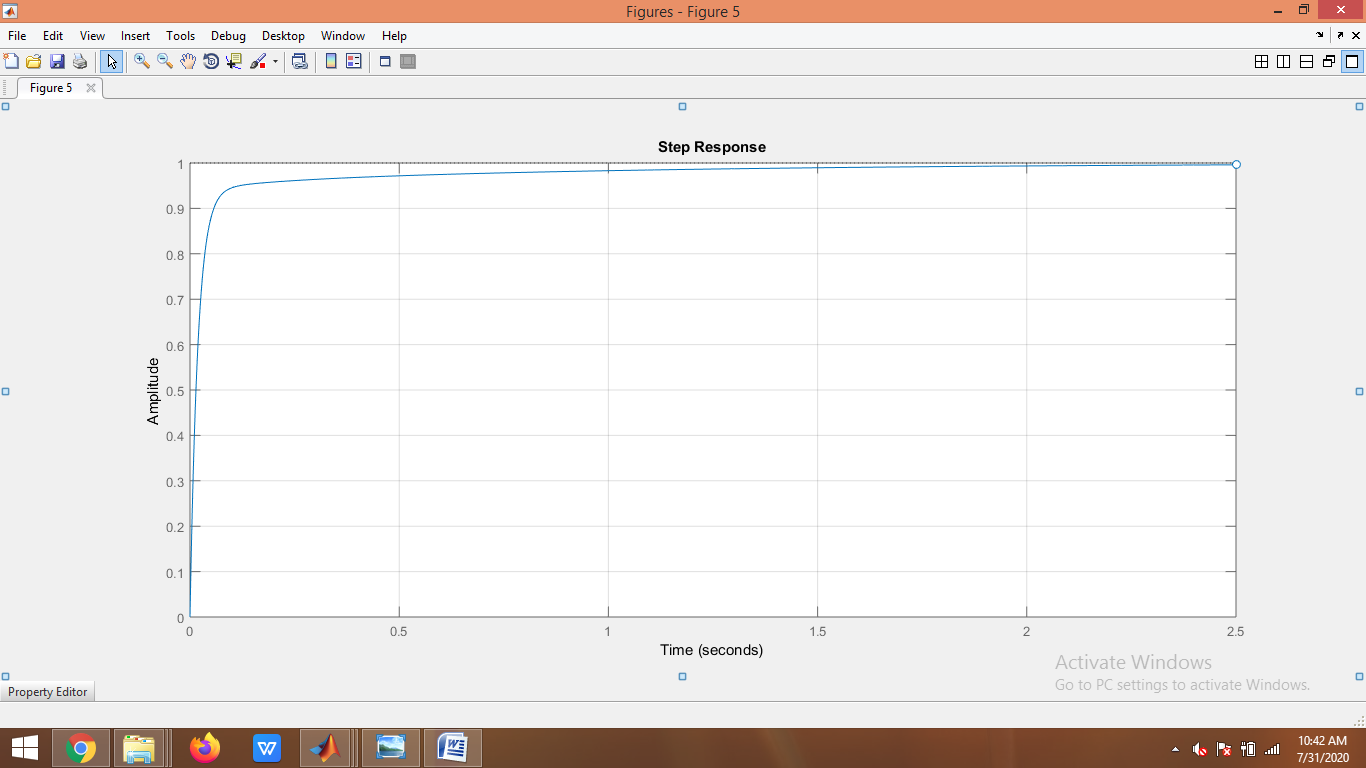 Figures - Figure 5
File Edit View Insert Tools Debug Desktop Window Help
Figure 5
Step Response
1
0.9
0.8
0.7
0.6
0.5
0.4
0.3
0.2
0.1
0
Amplitude
0 0.5 1 1.5 2 2.5
Time (seconds)
Activate Windows
Go to PC settings to activate Windows.
Property Editor
W
W
10:42 AM
7/31/2020